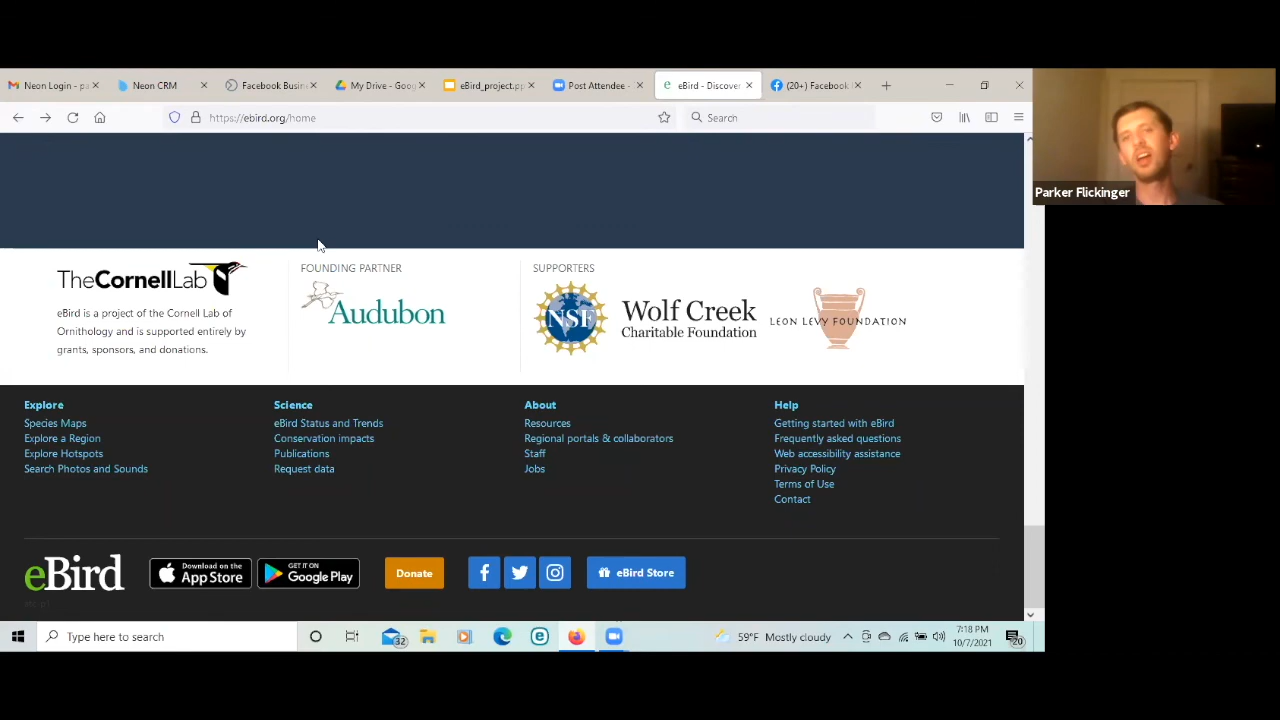 Neon Login - pa
Neon CRM
Facebook Busin
My Drive - Goog
eBird_project.pp
Post Attendee -
eBird - Discover
(20+) Facebook
https://ebird.org/home
Search
Parker Flickinger
TheCornellLab
eBird is a project of the Cornell Lab of
Ornithology and is supported entirely by
grants, sponsors, and donations.
FOUNDING PARTNER
Audubon
SUPPORTERS
NSF
Wolf Creek
Charitable Foundation
LEON LEVY FOUNDATION
Explore
Species Maps
Explore a Region
Explore Hotspots
Search Photos and Sounds
Science
eBird Status and Trends
Conservation impacts
Publications
Request data
About
Resources
Regional portals & collaborators
Staff
Jobs
Help
Getting started with eBird
Frequently asked questions
Web accessibility assistance
Privacy Policy
Terms of Use
Contact
eBird
Download on the
App Store
GET IT ON
Google Play
Donate
eBird Store
Type here to search
32
59°F Mostly cloudy
7:18 PM
10/7/2021
20